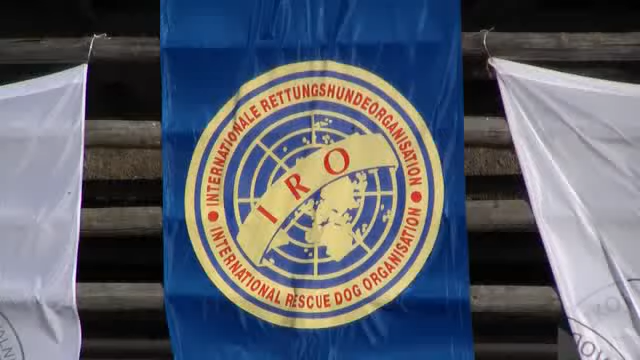 INTERNATIONALE RETTUNGSHUNDEORGANISATION
IRO
INTERNATIONAL RESCUE DOG ORGANISATION